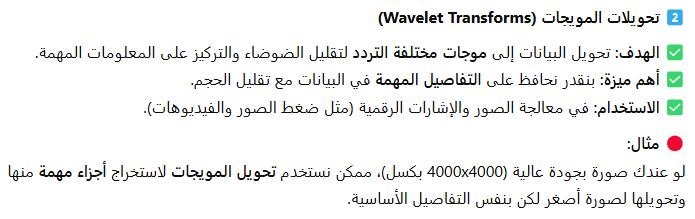 2️⃣ تحويلات المويجات (Wavelet Transforms)
✅ الهدف: تحويل البيانات إلى موجات مختلفة التردد لتقليل الضوضاء والتركيز على المعلومات المهمة.
✅ أهم ميزة: بنقدر نحافظ على التفاصيل المهمة في البيانات مع تقليل الحجم.
✅ الاستخدام: في معالجة الصور والإشارات الرقمية (مثل ضغط الصور والفيديوهات).
🔴 مثال:
لو عندك صورة بجودة عالية (4000x4000 بكسل)، ممكن نستخدم تحويل المويجات لاستخراج أجزاء مهمة منها
وتحويلها لصورة أصغر لكن بنفس التفاصيل الأساسية.